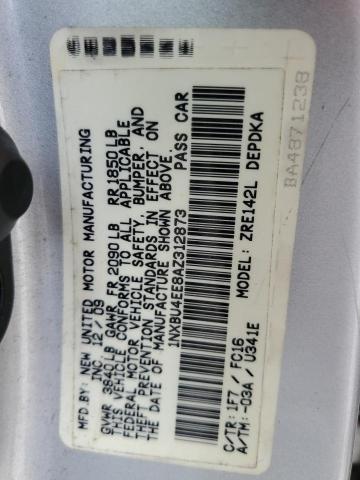 MFD.BY: NEW UNITED MOTOR MANUFACTURING
INC. 12/09
GVWR 3840LB GAWR FR 2090LB RR 1850LB
THIS VEHICLE CONFORMS TO ALL APPLICABLE
FEDERAL MOTOR VEHICLE SAFETY, BUMPER, AND
THEFT PREVENTION STANDARDS IN EFFECT ON
THE DATE OF MANUFACTURE SHOWN ABOVE.
1NXBU4EE8AZ312873 PASS CAR
C/TR: 1F7 / FC16 ZRE142L DEPDKA
A/TM: -03A / U341E
BA4871238